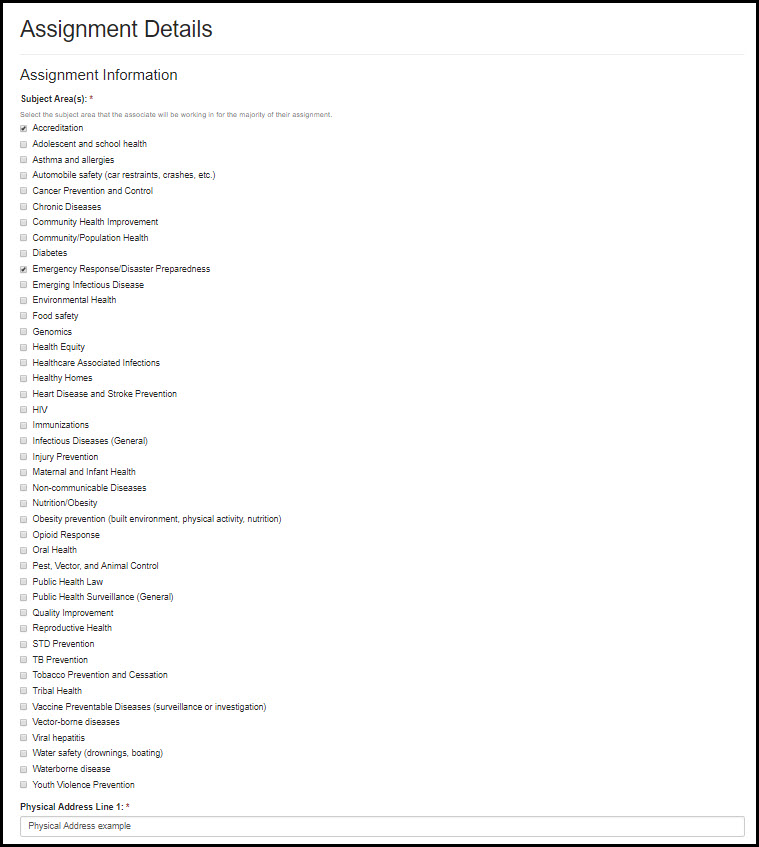 Assignment Details
Assignment Information
Subject Area(s): *
Select the subject area that the associate will be working in for the majority of their assignment.
Accreditation
Adolescent and school health
Asthma and allergies
Automobile safety (car restraints, crashes, etc.)
Cancer Prevention and Control
Chronic Diseases
Community Health Improvement
Community/Population Health
Diabetes
Emergency Response/Disaster Preparedness
Emerging Infectious Disease
Environmental Health
Food safety
Genomics
Health Equity
Healthcare Associated Infections
Healthy Homes
Heart Disease and Stroke Prevention
HIV
Immunizations
Infectious Diseases (General)
Injury Prevention
Maternal and Infant Health
Non-communicable Diseases
Nutrition/Obesity
Obesity prevention (built environment, physical activity, nutrition)
Opioid Response
Oral Health
Pest, Vector, and Animal Control
Public Health Law
Public Health Surveillance (General)
Quality Improvement
Reproductive Health
STD Prevention
TB Prevention
Tobacco Prevention and Cessation
Tribal Health
Vaccine Preventable Diseases (surveillance or investigation)
Vector-borne diseases
Viral hepatitis
Water safety (drownings, boating)
Waterborne disease
Youth Violence Prevention
Physical Address Line 1: *
Physical Address example